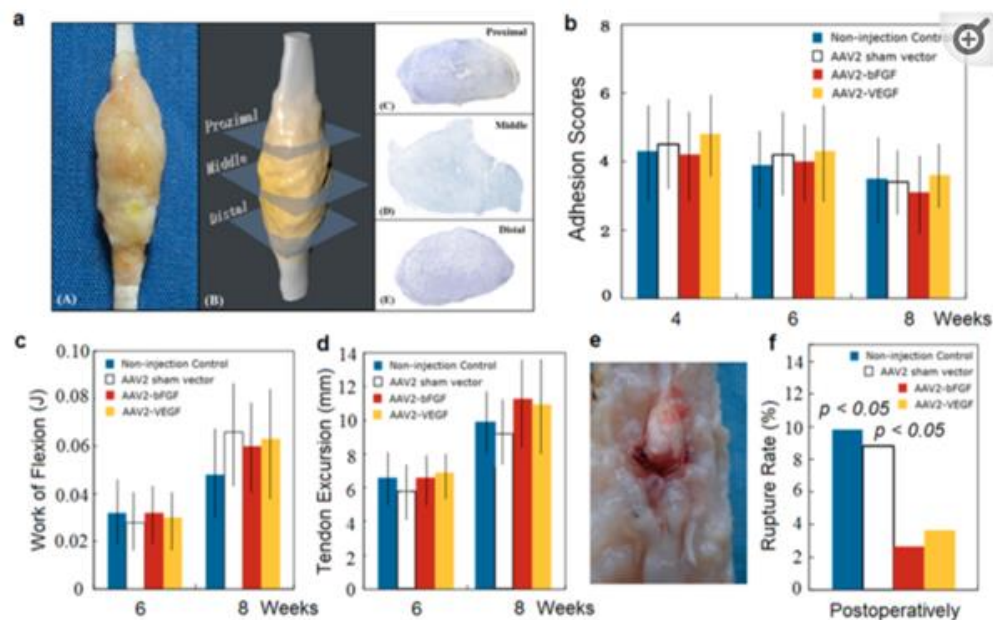 a
Proximal
Middle
Distal
(A)
(B)
Proximal
(C)
Middle
(D)
Distal
(E)
b
Non-injection Control
AAV2 sham vector
AAV2-bFGF
AAV2-VEGF
Adhesion Scores
8
6
4
2
0
4 6 8 Weeks
c
Non-injection Control
AAV2 sham vector
AAV2-bFGF
AAV2-VEGF
Work of Flexion (J)
0.10
0.08
0.06
0.04
0.02
0
6 8 Weeks
d
Non-injection Control
AAV2 sham vector
AAV2-bFGF
AAV2-VEGF
Tendon Excursion (mm)
14
12
10
8
6
4
2
0
6 8 Weeks
e
f
Non-injection Control
AAV2 sham vector
AAV2-bFGF
AAV2-VEGF
p < 0.05
p < 0.05
Rupture Rate (%)
14
12
10
8
6
4
2
0
Postoperatively